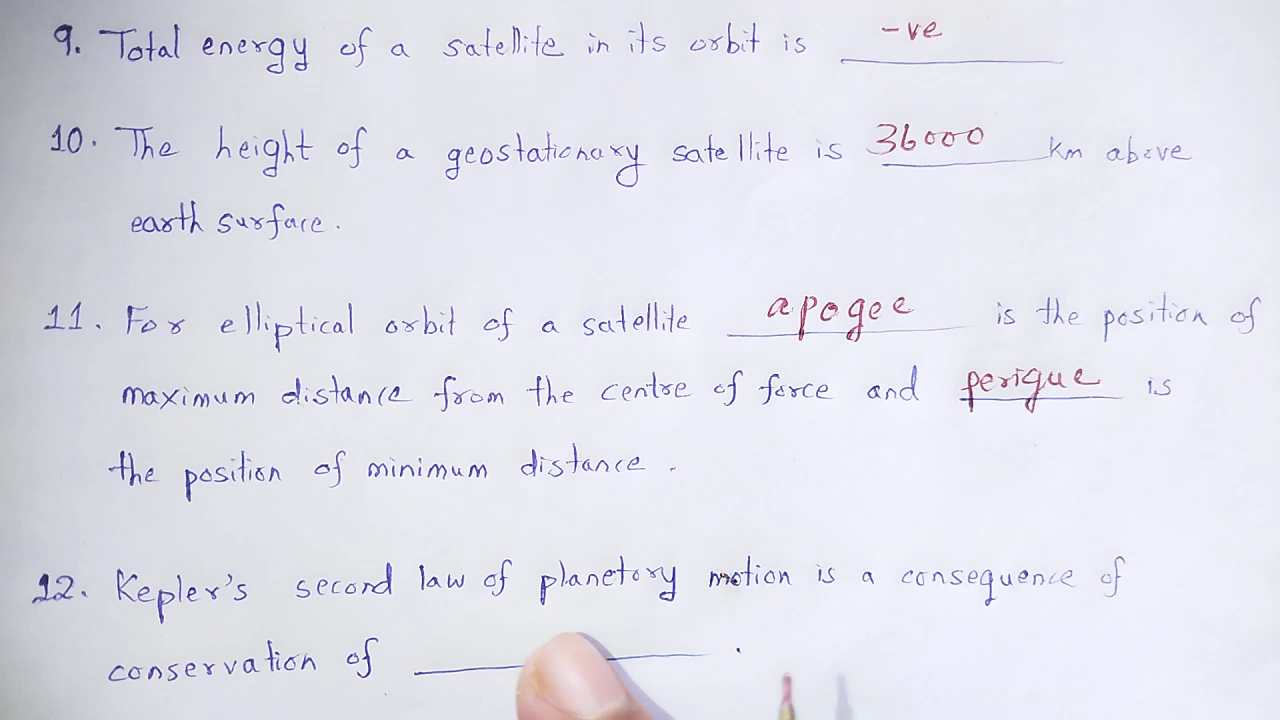 9. Total energy of a satellite in its orbit is -ve
10. The height of a geostationary satellite is 36000 km above
earth surface.
11. For elliptical orbit of a satellite apogee is the position of
maximum distance from the centre of force and perigue is
the position of minimum distance.
12. Kepler's second law of planetory motion is a consequence of
conservation of ________.